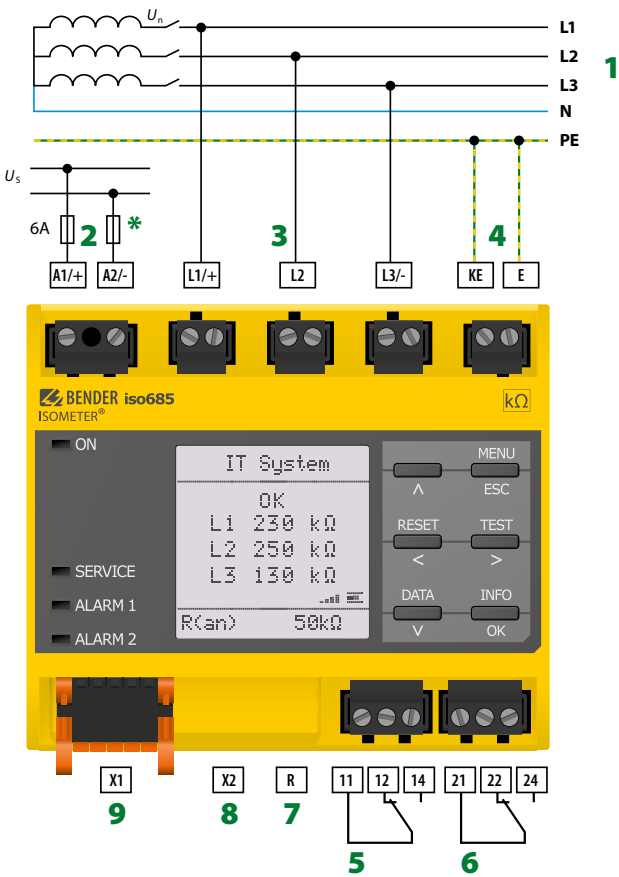 Un
L1
L2
1
L3
N
PE
Us
6A
2
*
3
4
A1/+
A2/-
L1/+
L2
L3/-
KE
E
BENDER iso685
ISOMETER®
kΩ
ON
SERVICE
ALARM 1
ALARM 2
IT System
OK
L1 230 kΩ
L2 250 kΩ
L3 130 kΩ
R(an) 50kΩ
MENU
∧ ESC
RESET TEST
< >
DATA INFO
∨ OK
X1
X2
R
11
12
14
21
22
24
9
8
7
5
6